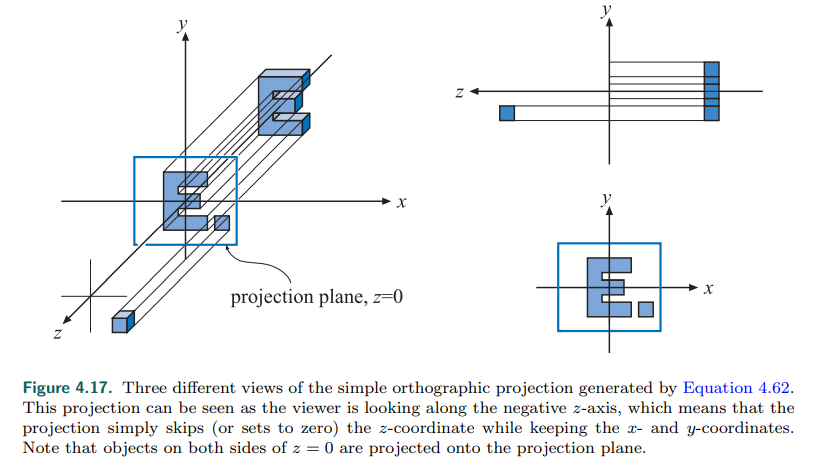 y
x
z
projection plane, z=0
y
z
y
x
Figure 4.17. Three different views of the simple orthographic projection generated by Equation 4.62.
This projection can be seen as the viewer is looking along the negative z-axis, which means that the
projection simply skips (or sets to zero) the z-coordinate while keeping the x- and y-coordinates.
Note that objects on both sides of z = 0 are projected onto the projection plane.